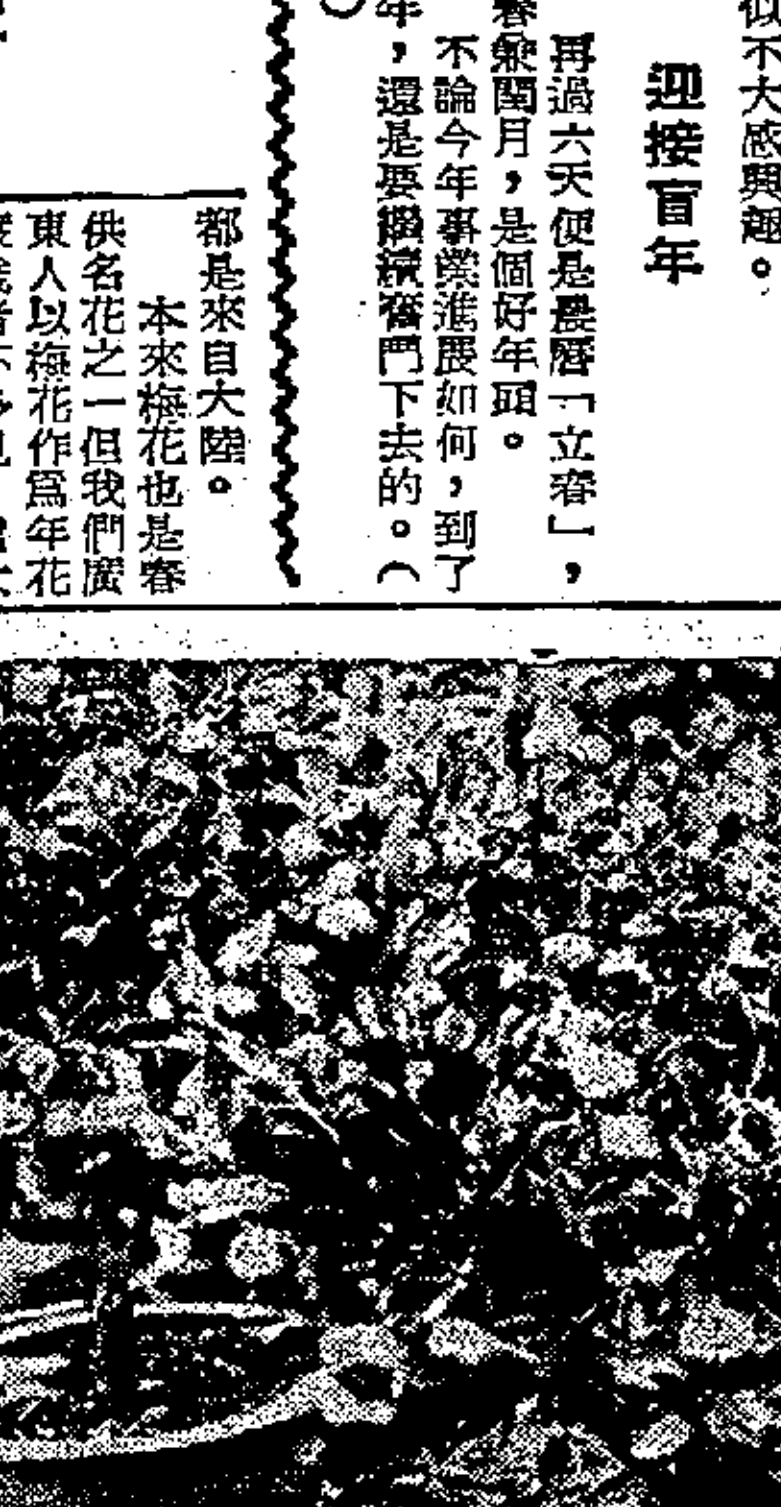 似不大感興趣。
迎接盲年
再過六天便是農曆「立春」，
春兼閏月，是個好年頭。
不論今年事業進展如何，到了
年，還是要繼續奮鬥下去的。（
）
都是來自大陸。
本來梅花也是春
供名花之一但我們廣
東人以梅花作爲年花